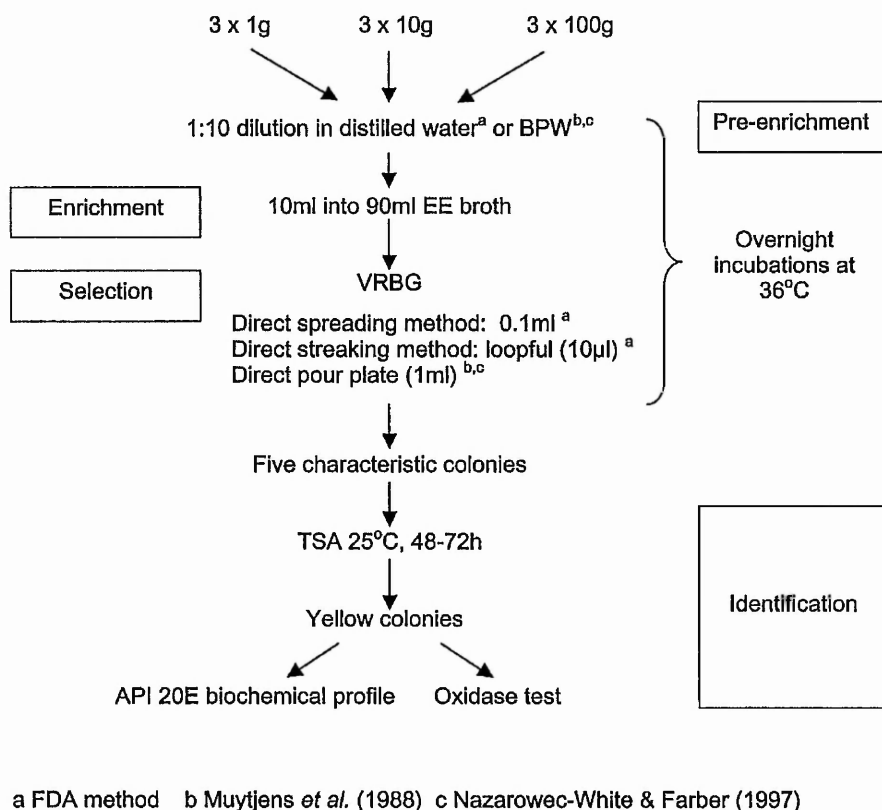 3 x 1g 3 x 10g 3 x 100g
1:10 dilution in distilled waterᵃ or BPWᵇ,ᶜ
Pre-enrichment
Enrichment
10ml into 90ml EE broth
Overnight
incubations at
36°C
Selection
VRBG
Direct spreading method: 0.1ml ᵃ
Direct streaking method: loopful (10µl) ᵃ
Direct pour plate (1ml) ᵇ,ᶜ
Five characteristic colonies
TSA 25°C, 48-72h
Identification
Yellow colonies
API 20E biochemical profile Oxidase test
a FDA method b Muytjens et al. (1988) c Nazarowec-White & Farber (1997)